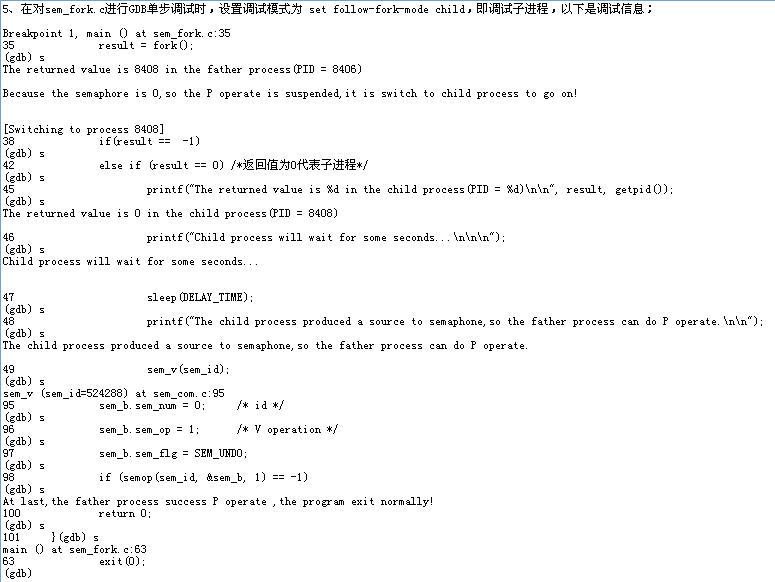 5、在对sem_fork.c进行GDB单步调试时，设置调试模式为 set follow-fork-mode child，即调试子进程，以下是调试信息；
Breakpoint 1, main () at sem_fork.c:35
35 result = fork();
(gdb) s
The returned value is 8408 in the father process(PID = 8406)
Because the semaphore is 0,so the P operate is suspended,it is switch to child process to go on!
[Switching to process 8408]
38 if(result == -1)
(gdb) s
42 else if (result == 0) /*返回值为0代表子进程*/
(gdb) s
45 printf("The returned value is %d in the child process(PID = %d)\n\n", result, getpid());
(gdb) s
The returned value is 0 in the child process(PID = 8408)
46 printf("Child process will wait for some seconds...\n\n\n");
(gdb) s
Child process will wait for some seconds...
47 sleep(DELAY_TIME);
(gdb) s
48 printf("The child process produced a source to semaphone,so the father process can do P operate.\n\n");
(gdb) s
The child process produced a source to semaphone,so the father process can do P operate.
49 sem_v(sem_id);
(gdb) s
sem_v (sem_id=524288) at sem_com.c:95
95 sem_b.sem_num = 0; /* id */
(gdb) s
96 sem_b.sem_op = 1; /* V operation */
(gdb) s
97 sem_b.sem_flg = SEM_UNDO;
(gdb) s
98 if (semop(sem_id, &sem_b, 1) == -1)
(gdb) s
At last,the father process success P operate ,the program exit normally!
100 return 0;
(gdb) s
101 }(gdb) s
main () at sem_fork.c:63
63 exit(0);
(gdb)